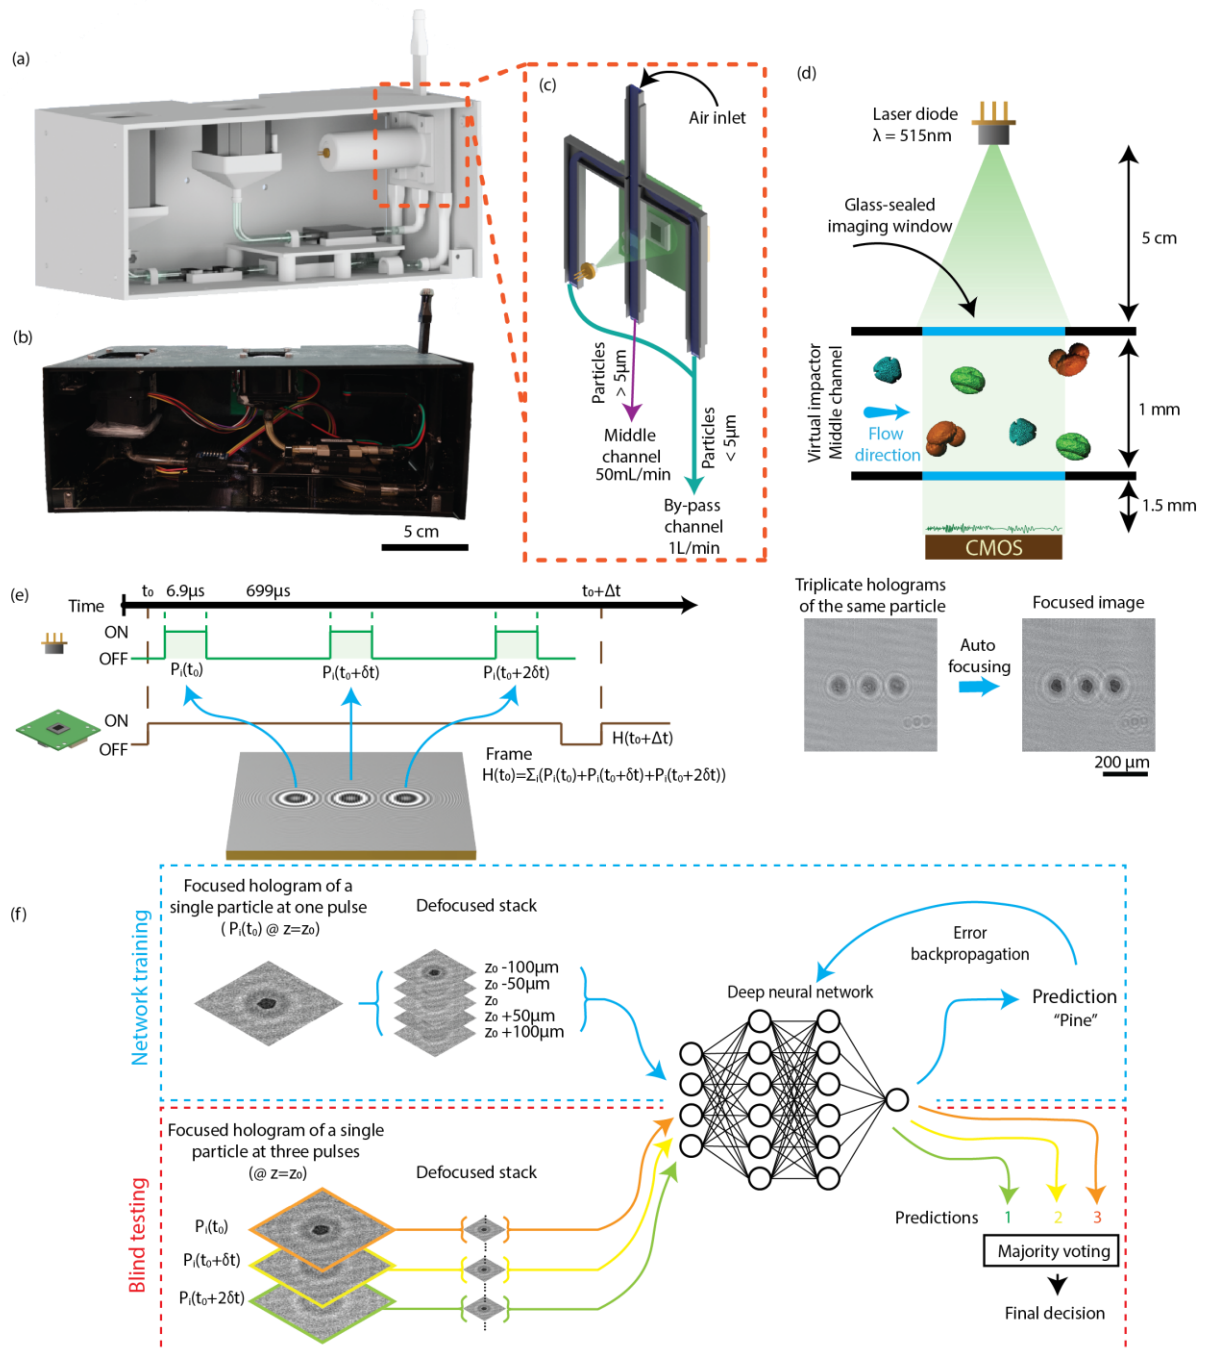 (a)
(b)
5 cm
(c)
Air inlet
Particles
> 5µm
Middle
channel
50mL/min
Particles
< 5µm
By-pass
channel
1L/min
(d)
Laser diode
λ = 515nm
Glass-sealed
imaging window
5 cm
Virtual impactor
Middle channel
Flow
direction
1 mm
1.5 mm
CMOS
Triplicate holograms
of the same particle
Auto
focusing
Focused image
200 µm
(e)
Time
t₀
6.9µs
699µs
t₀+Δt
ON
OFF
Pᵢ(t₀)
Pᵢ(t₀+δt)
Pᵢ(t₀+2δt)
ON
OFF
H(t₀+Δt)
Frame
H(t₀)=Σᵢ(Pᵢ(t₀)+Pᵢ(t₀+δt)+Pᵢ(t₀+2δt))
(f)
Network training
Focused hologram of a
single particle at one pulse
( Pᵢ(t₀) @ z=z₀)
Defocused stack
z₀ -100µm
z₀ -50µm
z₀
z₀ +50µm
z₀ +100µm
Deep neural network
Error
backpropagation
Prediction
"Pine"
Blind testing
Focused hologram of a single
particle at three pulses
(@ z=z₀)
Defocused stack
Pᵢ(t₀)
Pᵢ(t₀+δt)
Pᵢ(t₀+2δt)
Predictions 1 2 3
Majority voting
Final decision